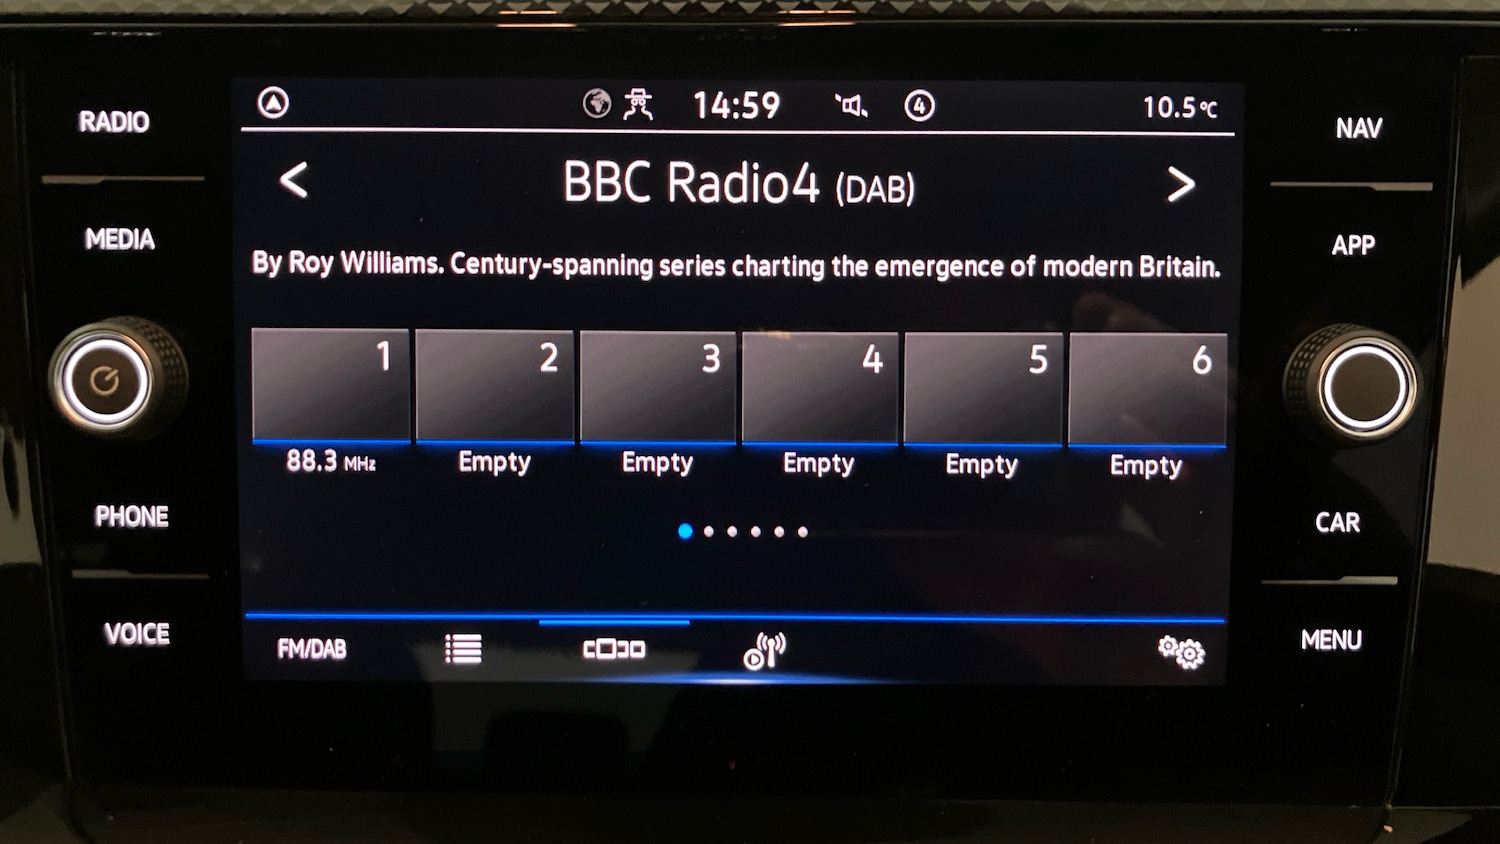 RADIO
MEDIA
PHONE
VOICE
14:59
4
10.5°C
BBC Radio4 (DAB)
By Roy Williams. Century-spanning series charting the emergence of modern Britain.
1 2 3 4 5 6
88.3 MHz Empty Empty Empty Empty Empty
FM/DAB
NAV
APP
CAR
MENU